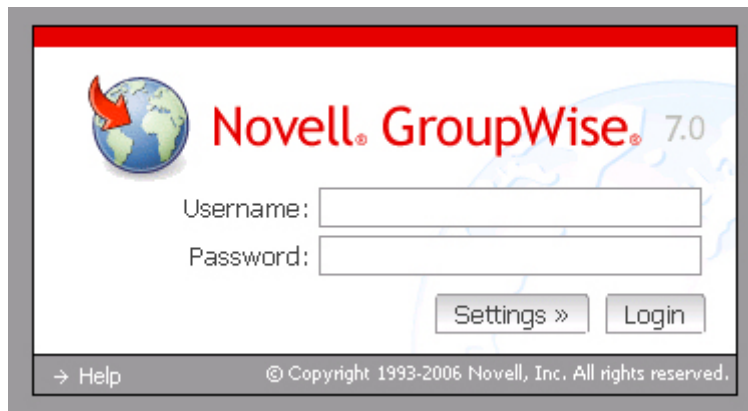 Novell® GroupWise® 7.0
Username:
Password:
Settings »
Login
→ Help
© Copyright 1993-2006 Novell, Inc. All rights reserved.